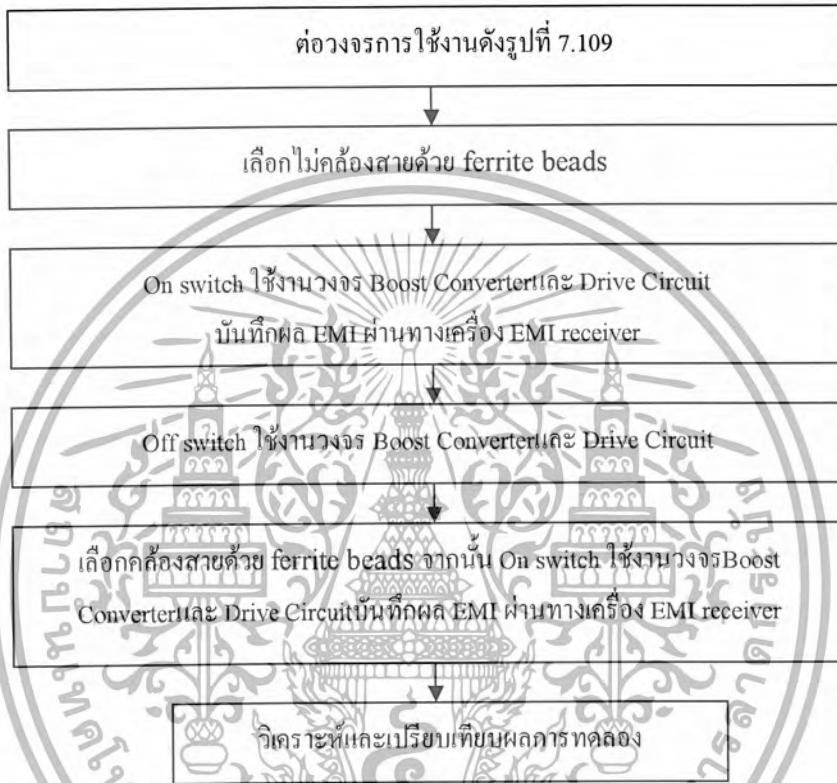 ต่อวงจรการใช้งานดังรูปที่ 7.109
เลือกไม่คล้องสายด้วย ferrite beads
On switch ใช้งานวงจร Boost Converterและ Drive Circuit
บันทึกผล EMI ผ่านทางเครื่อง EMI receiver
Off switch ใช้งานวงจร Boost Converterและ Drive Circuit
เลือกคล้องสายด้วย ferrite beads จากนั้น On switch ใช้งานวงจรBoost
Converterและ Drive Circuitบันทึกผล EMI ผ่านทางเครื่อง EMI receiver
วิเคราะห์และเปรียบเทียบผลการทดลอง